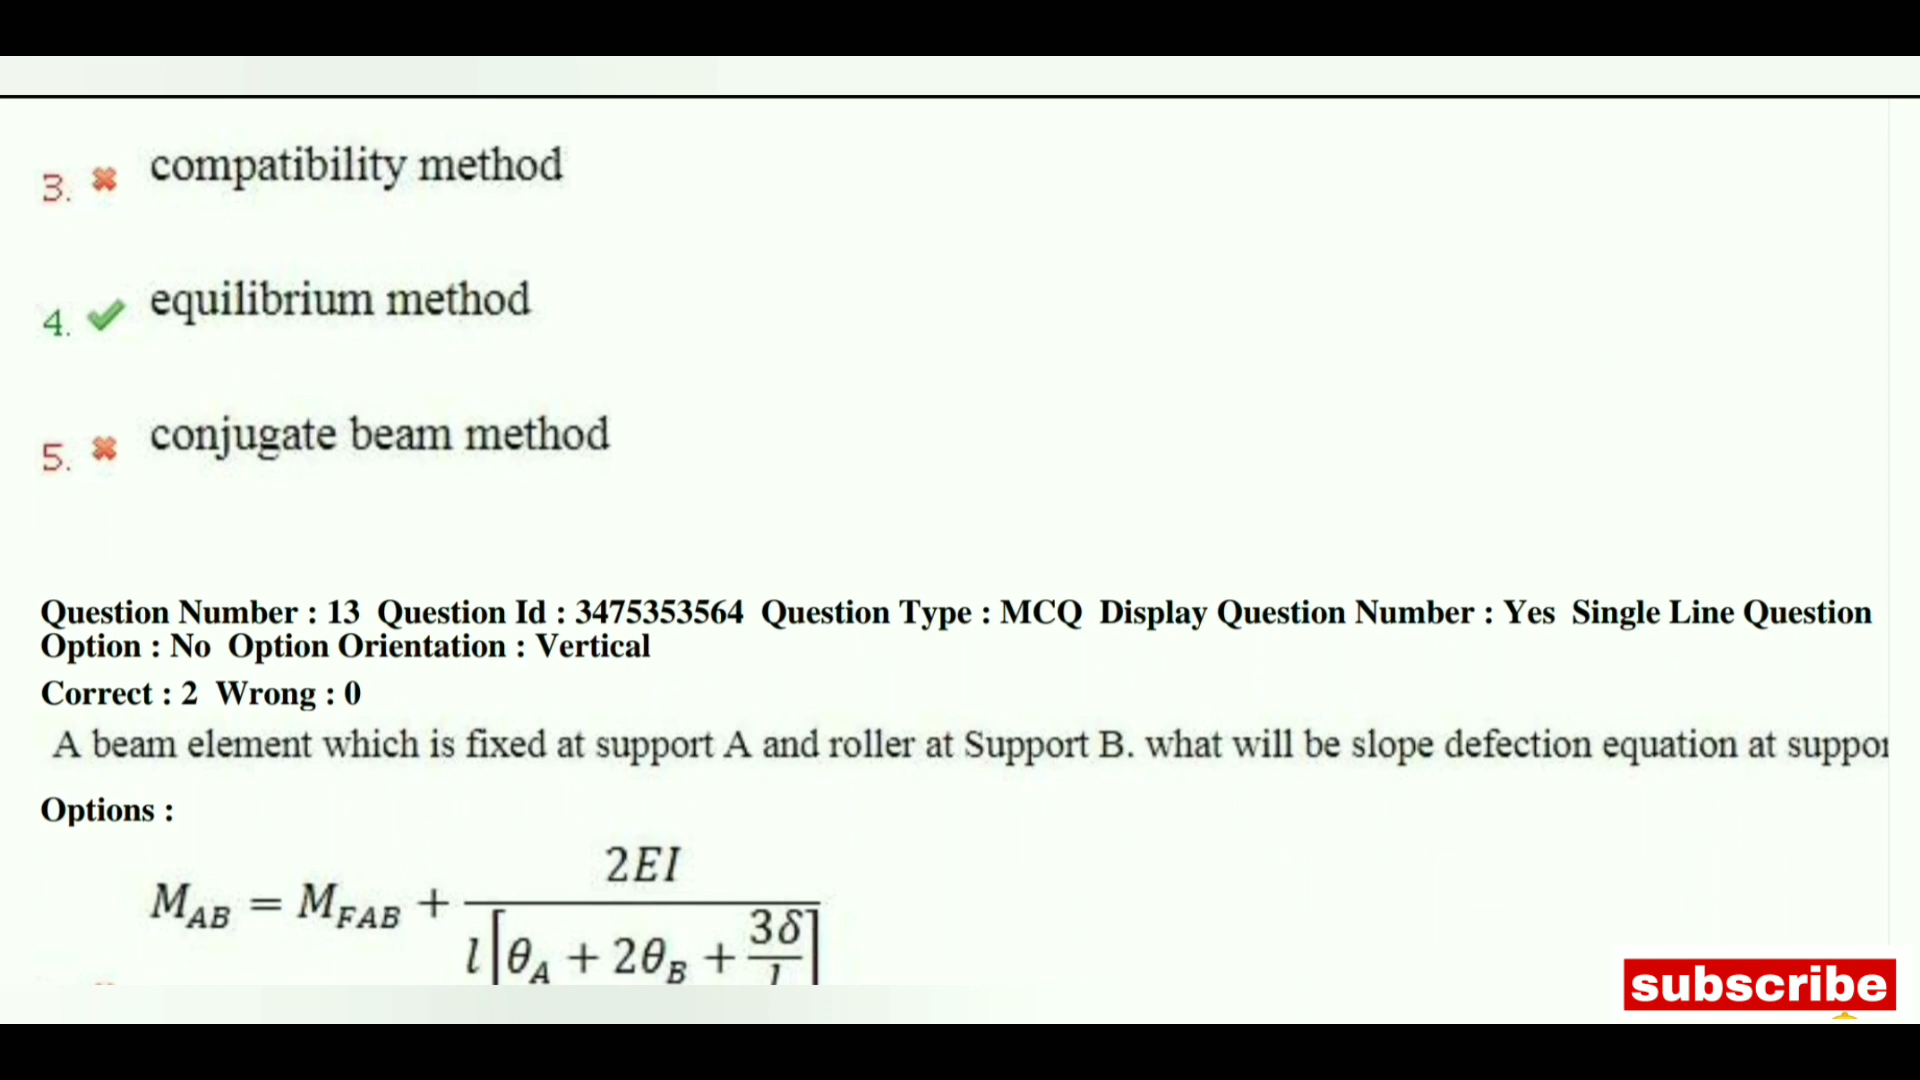 3. compatibility method
4. equilibrium method
5. conjugate beam method
Question Number : 13 Question Id : 3475353564 Question Type : MCQ Display Question Number : Yes Single Line Question
Option : No Option Orientation : Vertical
Correct : 2 Wrong : 0
A beam element which is fixed at support A and roller at Support B. what will be slope defection equation at suppor
Options :
2EI
M_AB = M_FAB +
l[θ_A + 2θ_B + 3δ/l]
subscribe